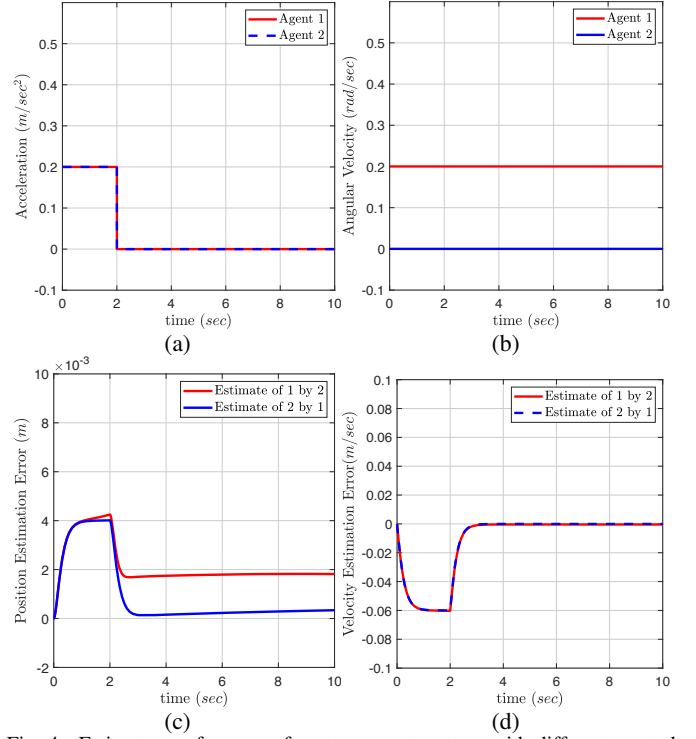 Agent 1
Agent 2
Acceleration (m/sec²)
0.5
0.4
0.3
0.2
0.1
0
-0.1
0 2 4 6 8 10
time (sec)
(a)
Agent 1
Agent 2
Angular Velocity (rad/sec)
0.5
0.4
0.3
0.2
0.1
0
-0.1
0 2 4 6 8 10
time (sec)
(b)
×10⁻³
Estimate of 1 by 2
Estimate of 2 by 1
Position Estimation Error (m)
10
8
6
4
2
0
-2
0 2 4 6 8 10
time (sec)
(c)
Estimate of 1 by 2
Estimate of 2 by 1
Velocity Estimation Error(m/sec)
0.1
0.08
0.06
0.04
0.02
0
-0.02
-0.04
-0.06
-0.08
-0.1
0 2 4 6 8 10
time (sec)
(d)